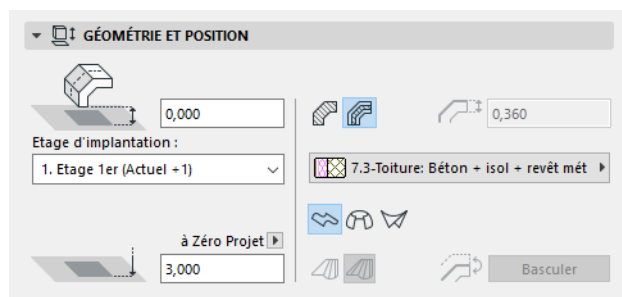 GÉOMÉTRIE ET POSITION
0,000
0,360
Etage d'implantation :
1. Etage 1er (Actuel +1)
7.3-Toiture: Béton + isol + revêt mét
à Zéro Projet
3,000
Basculer